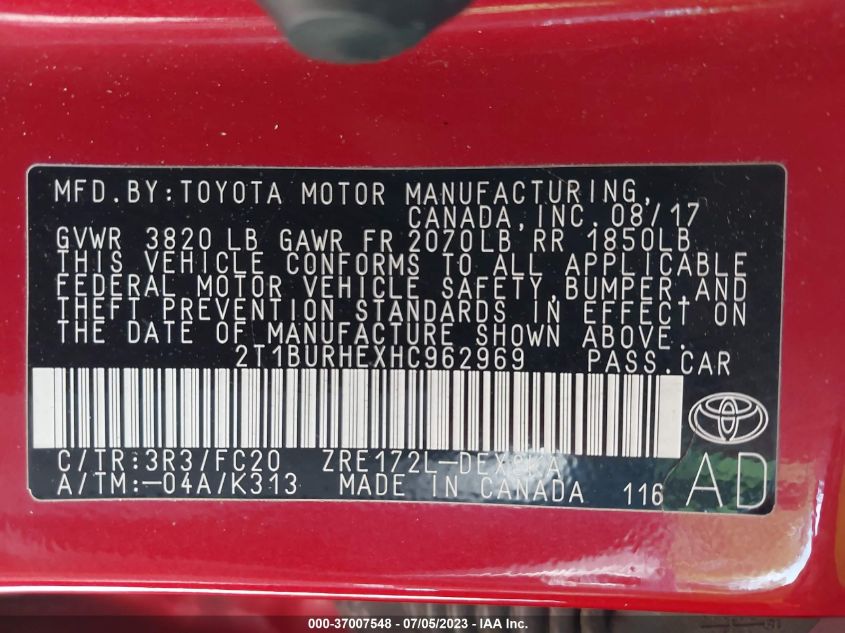 MFD.BY:TOYOTA MOTOR MANUFACTURING,
CANADA,INC.08/17
GVWR 3820 LB GAWR FR 2070LB RR 1850LB
THIS VEHICLE CONFORMS TO ALL APPLICABLE
FEDERAL MOTOR VEHICLE SAFETY,BUMPER,AND
THEFT PREVENTION STANDARDS IN EFFECT ON
THE DATE OF MANUFACTURE SHOWN ABOVE.
2T1BURHEXHC962969 PASS.CAR
C/TR:3R3/FC20
A/TM:-04A/K313 MADE IN CANADA 116 AD
000-37007548 - 07/05/2023 - IAA Inc.